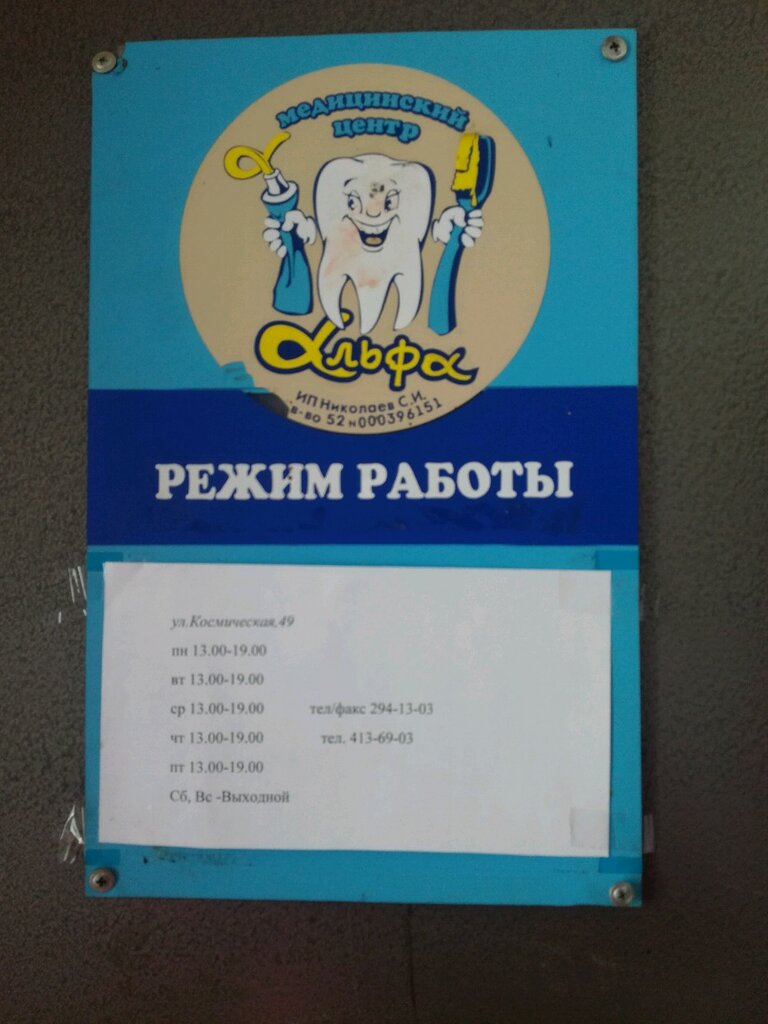 медицинский
центр
Альфа
ИП Николаев С.И.
в-во 52 N000396151
РЕЖИМ РАБОТЫ
ул.Космическая,49
пн 13.00-19.00
вт 13.00-19.00
ср 13.00-19.00 тел/факс 294-13-03
чт 13.00-19.00 тел. 413-69-03
пт 13.00-19.00
Сб, Вс -Выходной